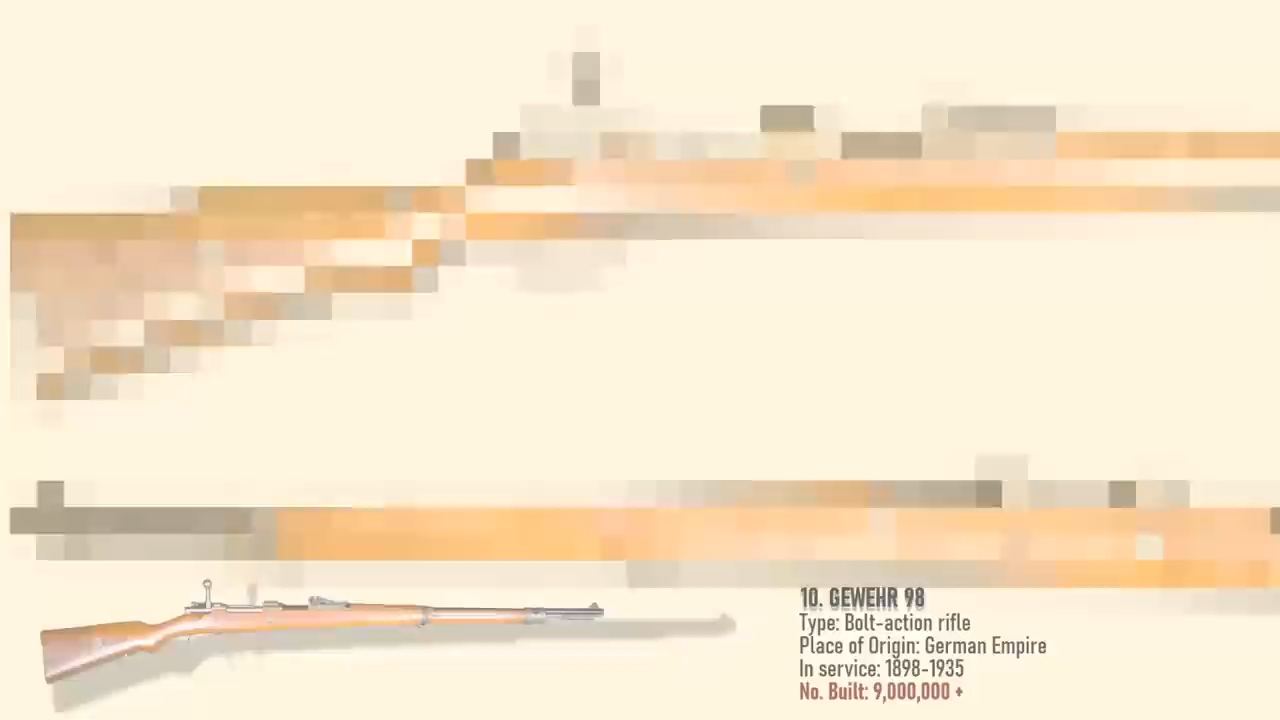 10. GEWEHR 98
Type: Bolt-action rifle
Place of Origin: German Empire
In service: 1898-1935
No. Built: 9,000,000 +